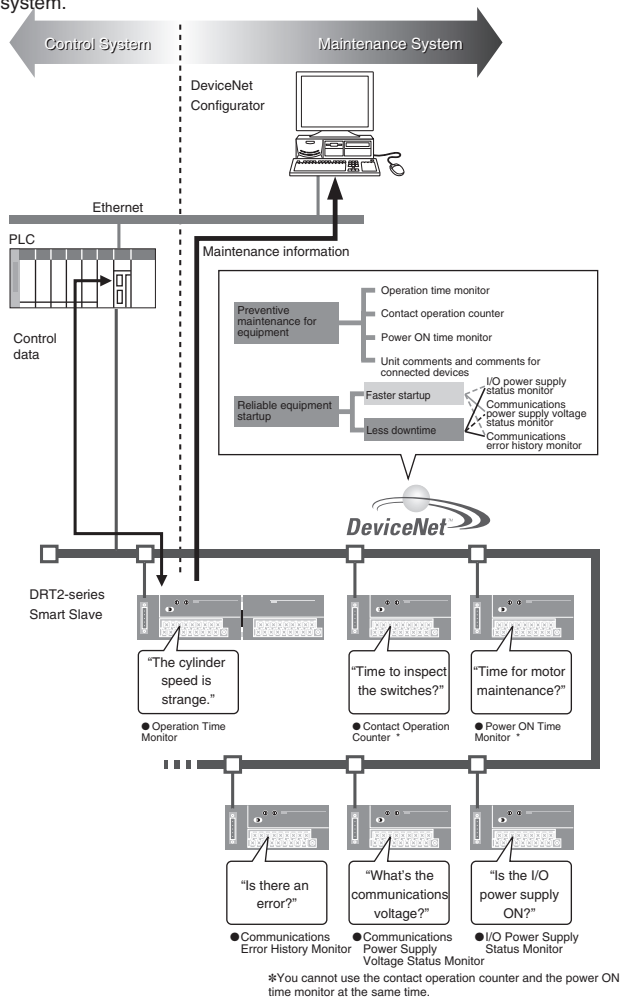 system.
Control System
Maintenance System
DeviceNet
Configurator
Ethernet
PLC
Maintenance information
Control
data
Preventive
maintenance for
equipment
Operation time monitor
Contact operation counter
Power ON time monitor
Unit comments and comments for
connected devices
Reliable equipment
startup
Faster startup
Less downtime
I/O power supply
status monitor
Communications
power supply voltage
status monitor
Communications
error history monitor
DeviceNet™
DRT2-series
Smart Slave
“The cylinder
speed is
strange.”
● Operation Time
Monitor
“Time to inspect
the switches?”
● Contact Operation
Counter *
“Time for motor
maintenance?”
● Power ON Time
Monitor *
“Is there an
error?”
● Communications
Error History Monitor
“What’s the
communications
voltage?”
● Communications
Power Supply
Voltage Status Monitor
“Is the I/O
power supply
ON?”
● I/O Power Supply
Status Monitor
*You cannot use the contact operation counter and the power ON
time monitor at the same time.